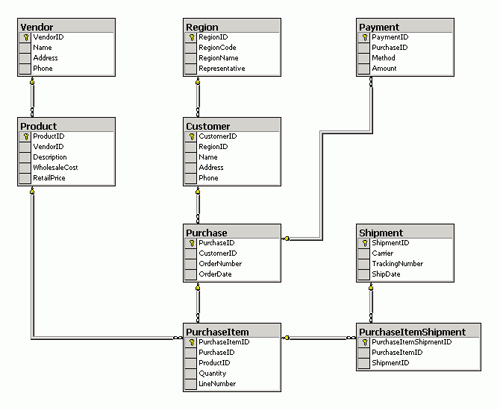 Vendor
VendorID
Name
Address
Phone
Region
RegionID
RegionCode
RegionName
Representative
Payment
PaymentID
PurchaseID
Method
Amount
Product
ProductID
VendorID
Description
WholesaleCost
RetailPrice
Customer
CustomerID
RegionID
Name
Address
Phone
Purchase
PurchaseID
CustomerID
OrderNumber
OrderDate
Shipment
ShipmentID
Carrier
TrackingNumber
ShipDate
PurchaseItem
PurchaseItemID
PurchaseID
ProductID
Quantity
LineNumber
PurchaseItemShipment
PurchaseItemShipmentID
PurchaseItemID
ShipmentID